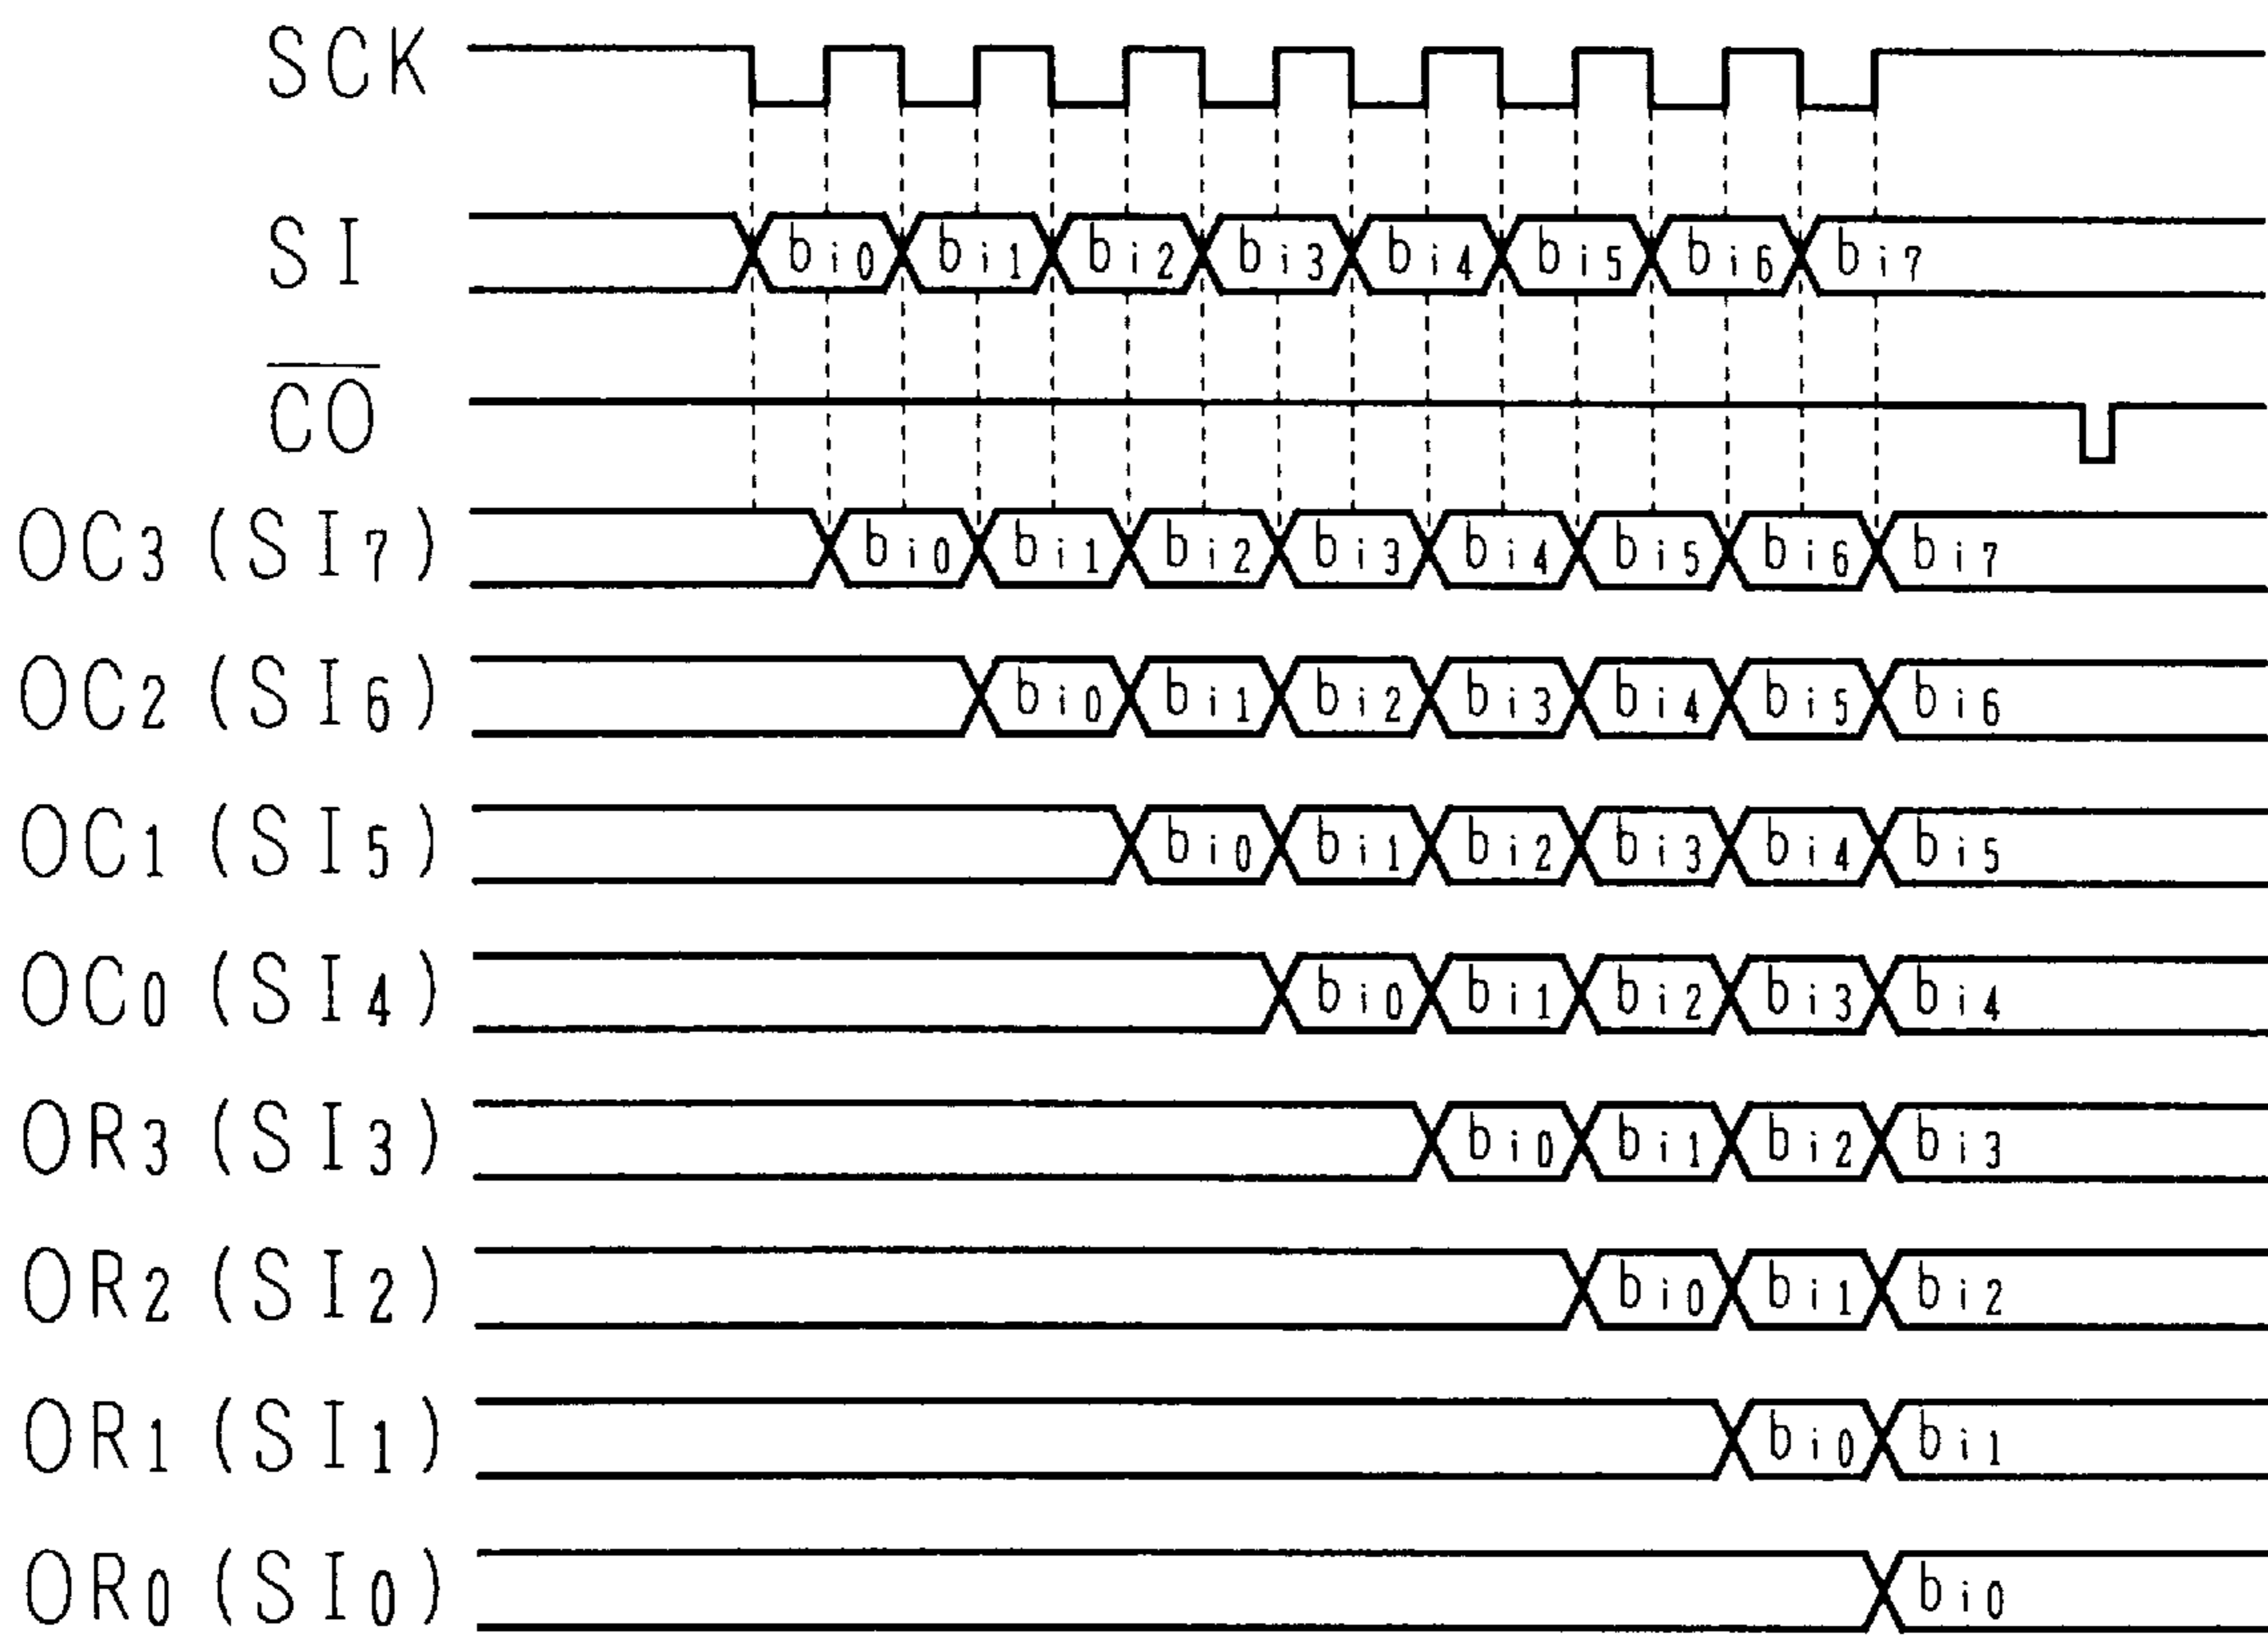 SCK
SI bi0 bi1 bi2 bi3 bi4 bi5 bi6 bi7
C̅O̅
OC3 (SI7) bi0 bi1 bi2 bi3 bi4 bi5 bi6 bi7
OC2 (SI6) bi0 bi1 bi2 bi3 bi4 bi5 bi6
OC1 (SI5) bi0 bi1 bi2 bi3 bi4 bi5
OC0 (SI4) bi0 bi1 bi2 bi3 bi4
OR3 (SI3) bi0 bi1 bi2 bi3
OR2 (SI2) bi0 bi1 bi2
OR1 (SI1) bi0 bi1
OR0 (SI0) bi0